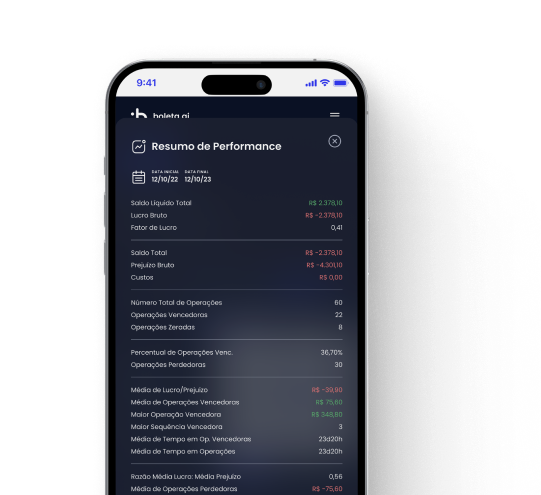 9:41
boleta ai
Resumo de Performance
DATA INICIAL DATA FINAL
12/10/22 12/10/23
Saldo Líquido Total R$ 2.378,10
Lucro Bruto R$ -2.378,10
Fator de Lucro 0,41
Saldo Total R$ -2.378,10
Prejuízo Bruto R$ -4.301,10
Custos R$ 0,00
Número Total de Operações 60
Operações Vencedoras 22
Operações Zeradas 8
Percentual de Operações Venc. 36,70%
Operações Perdedoras 30
Média de Lucro/Prejuízo R$ -39,90
Média de Operações Vencedoras R$ 75,60
Maior Operação Vencedora R$ 348,80
Maior Sequência Vencedora 3
Média de Tempo em Op. Vencedoras 23d20h
Média de Tempo em Operações 23d20h
Razão Média Lucro: Média Prejuízo 0,56
Média de Operações Perdedoras R$ -75,60